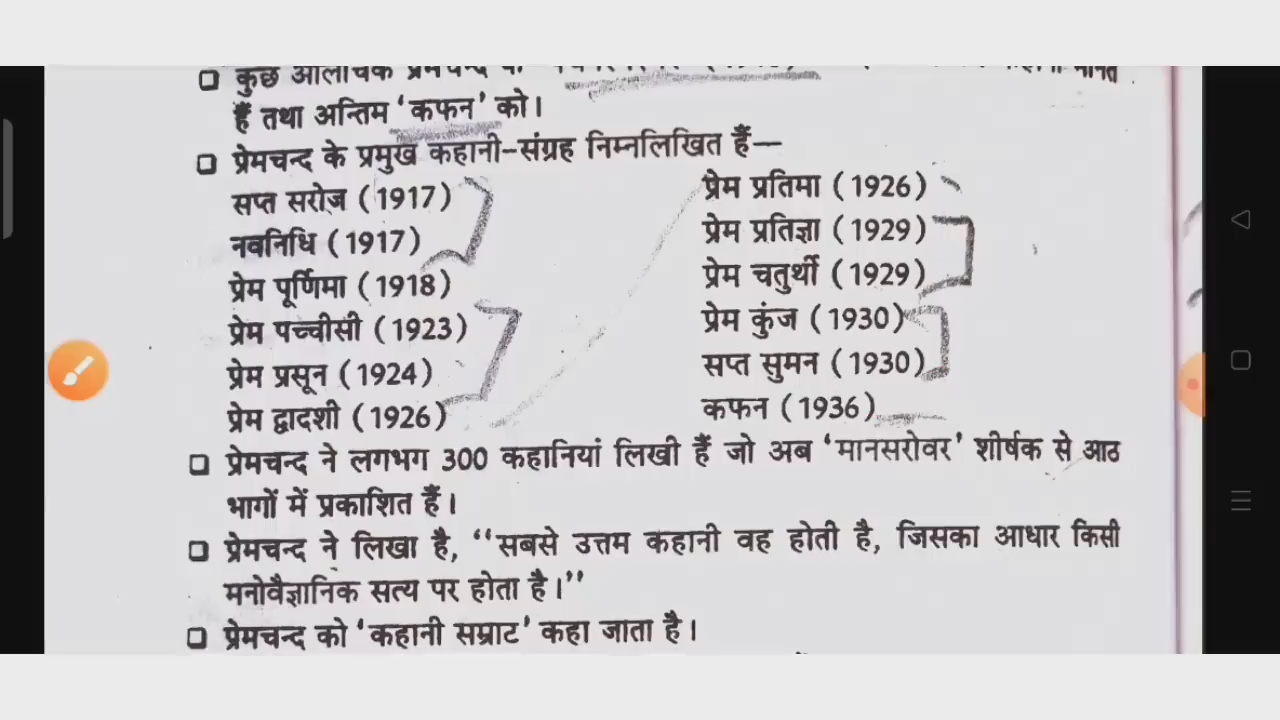 कुछ आलोचक प्रेमचन्द
हैं तथा अन्तिम ‘कफन’ को।
प्रेमचन्द के प्रमुख कहानी-संग्रह निम्नलिखित हैं—
सप्त सरोज (1917)
नवनिधि (1917)
प्रेम पूर्णिमा (1918)
प्रेम पच्चीसी (1923)
प्रेम प्रसून (1924)
प्रेम द्वादशी (1926)
प्रेम प्रतिमा (1926)
प्रेम प्रतिज्ञा (1929)
प्रेम चतुर्थी (1929)
प्रेम कुंज (1930)
सप्त सुमन (1930)
कफन (1936)
प्रेमचन्द ने लगभग 300 कहानियां लिखी हैं जो अब ‘मानसरोवर’ शीर्षक से आठ
भागों में प्रकाशित हैं।
प्रेमचन्द ने लिखा है, ‘‘सबसे उत्तम कहानी वह होती है, जिसका आधार किसी
मनोवैज्ञानिक सत्य पर होता है।’’
प्रेमचन्द को ‘कहानी सम्राट’ कहा जाता है।